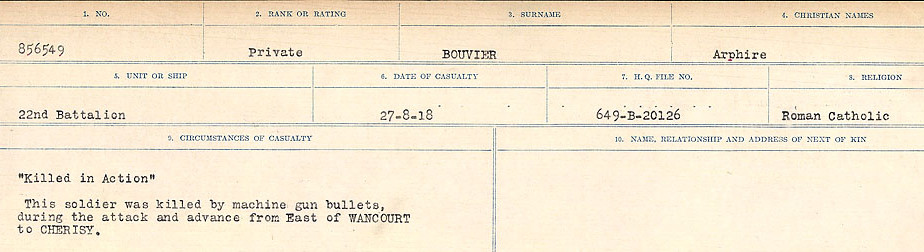 1. NO. 2. RANK OR RATING 3. SURNAME 4. CHRISTIAN NAMES
856549 Private BOUVIER Arphire
5. UNIT OR SHIP 6. DATE OF CASUALTY 7. H. Q. FILE NO. 8. RELIGION
22nd Battalion 27-8-18 649-B-20126 Roman Catholic
9. CIRCUMSTANCES OF CASUALTY 10. NAME, RELATIONSHIP AND ADDRESS OF NEXT OF KIN
"Killed in Action"
This soldier was killed by machine gun bullets,
during the attack and advance from East of WANCOURT
to CHERISY.